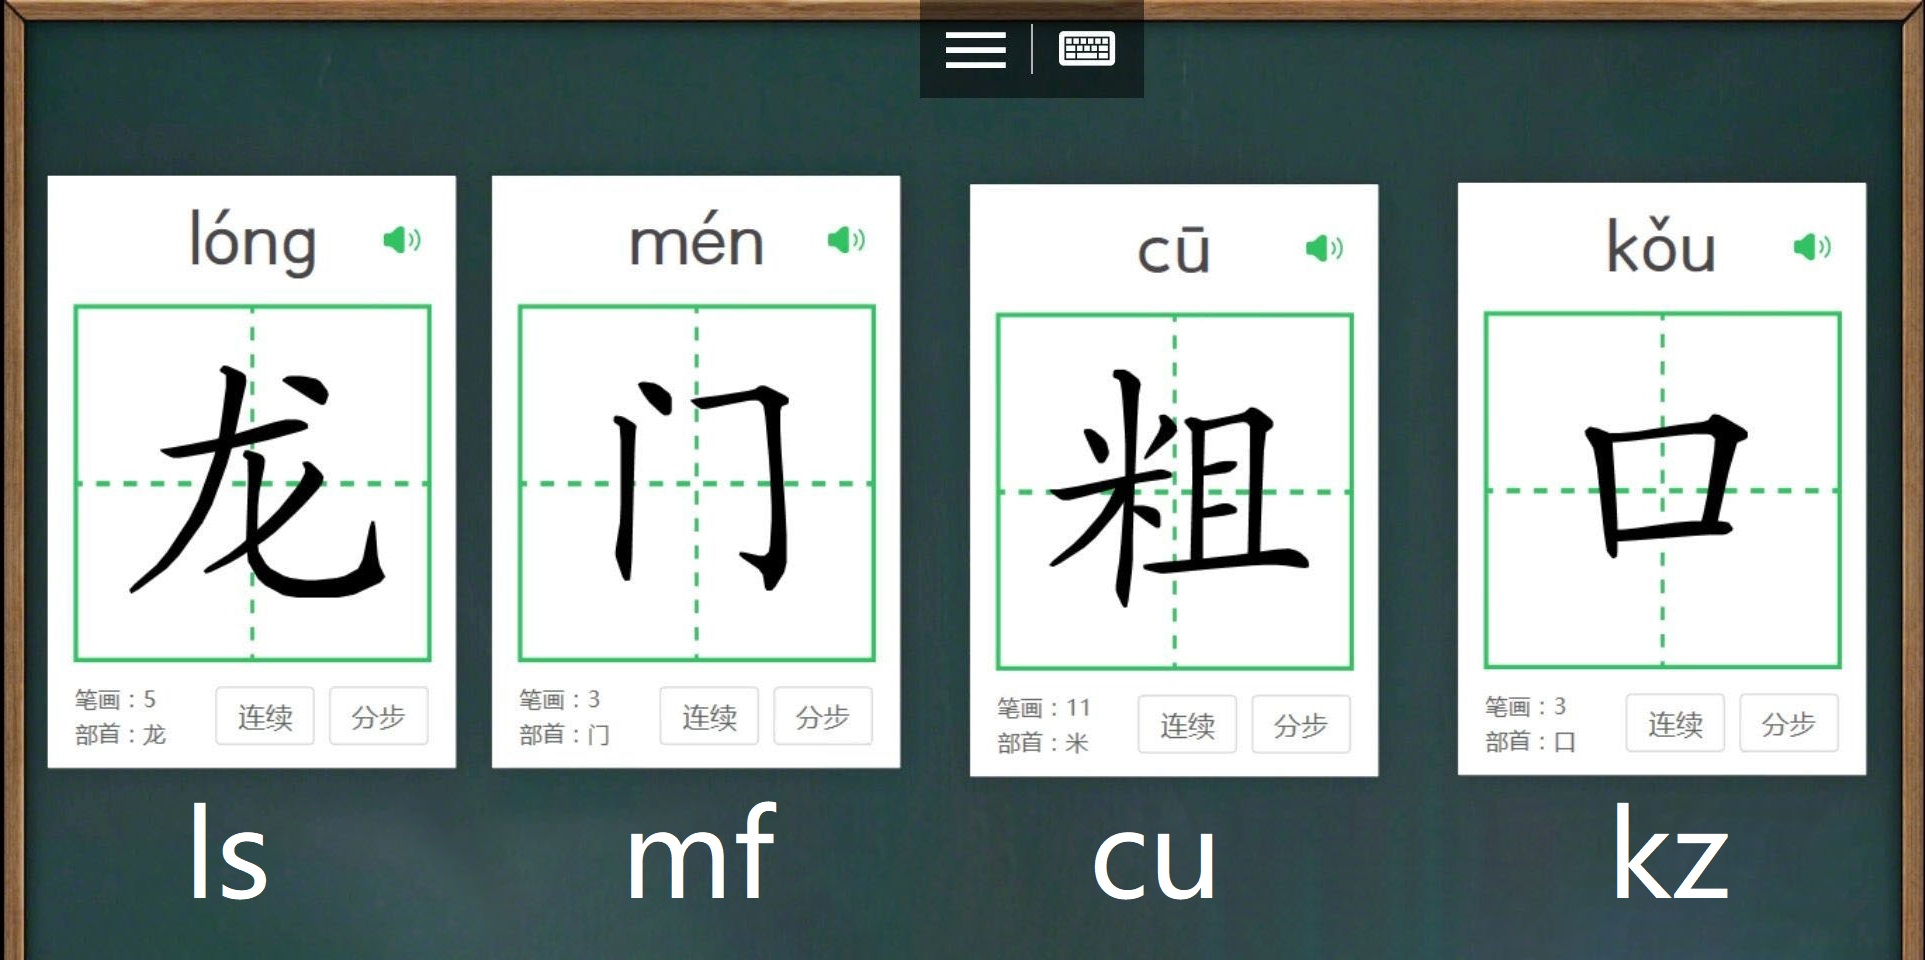 lóng
龙
笔画：5
部首：龙
连续
分步
ls
mén
门
笔画：3
部首：门
连续
分步
mf
cū
粗
笔画：11
部首：米
连续
分步
cu
kǒu
口
笔画：3
部首：口
连续
分步
kz